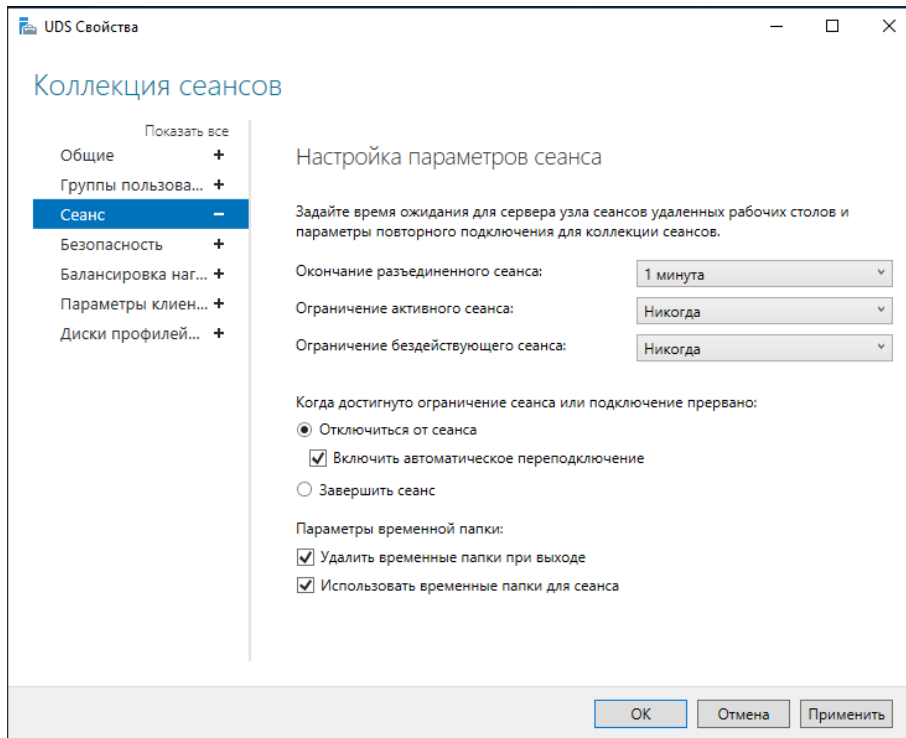 UDS Свойства
Коллекция сеансов
Показать все
Общие
Группы пользова...
Сеанс
Безопасность
Балансировка наг...
Параметры клиен...
Диски профилей...
Настройка параметров сеанса
Задайте время ожидания для сервера узла сеансов удаленных рабочих столов и
параметры повторного подключения для коллекции сеансов.
Окончание разъединенного сеанса: 1 минута
Ограничение активного сеанса: Никогда
Ограничение бездействующего сеанса: Никогда
Когда достигнуто ограничение сеанса или подключение прервано:
Отключиться от сеанса
Включить автоматическое переподключение
Завершить сеанс
Параметры временной папки:
Удалить временные папки при выходе
Использовать временные папки для сеанса
OK Отмена Применить